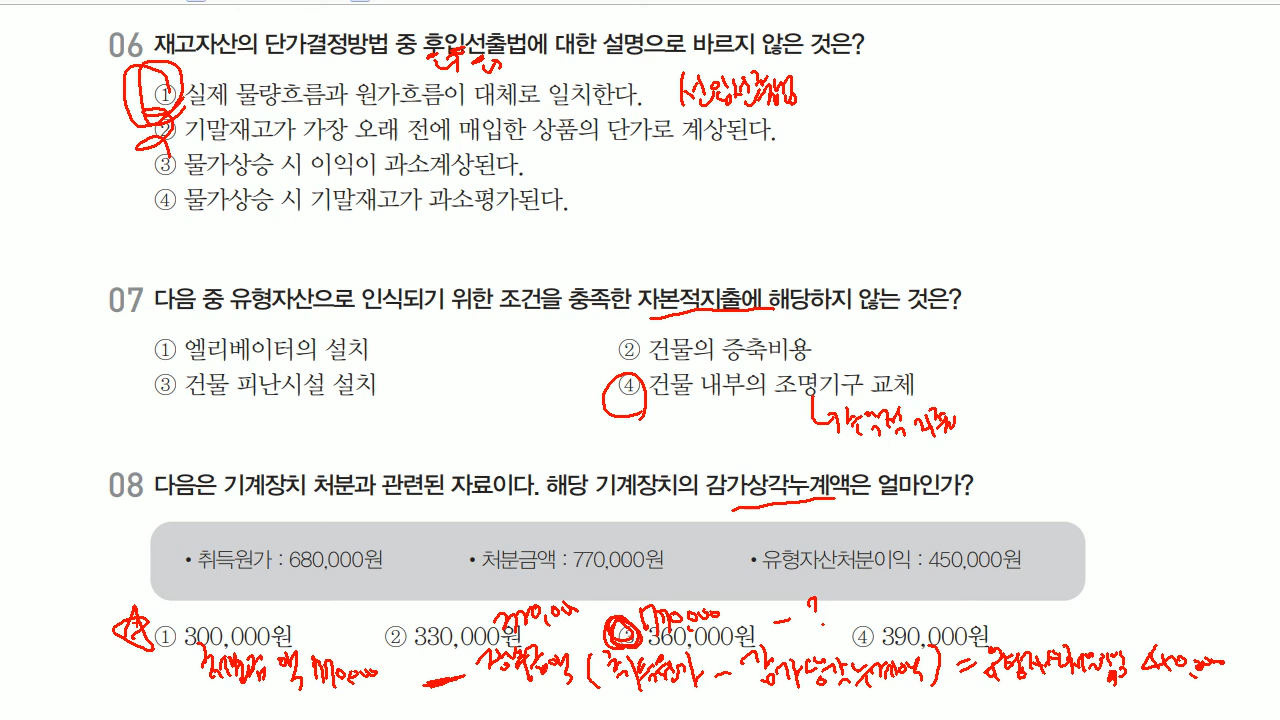 06 재고자산의 단가결정방법 중 후입선출법에 대한 설명으로 바르지 않은 것은?
① 실제 물량흐름과 원가흐름이 대체로 일치한다. 선입선출법
② 기말재고가 가장 오래 전에 매입한 상품의 단가로 계상된다.
③ 물가상승 시 이익이 과소계상된다.
④ 물가상승 시 기말재고가 과소평가된다.
07 다음 중 유형자산으로 인식되기 위한 조건을 충족한 자본적지출에 해당하지 않는 것은?
① 엘리베이터의 설치 ② 건물의 증축비용
③ 건물 피난시설 설치 ④ 건물 내부의 조명기구 교체
수익적 지출
08 다음은 기계장치 처분과 관련된 자료이다. 해당 기계장치의 감가상각누계액은 얼마인가?
• 취득원가 : 680,000원 • 처분금액 : 770,000원 • 유형자산처분이익 : 450,000원
① 300,000원 ② 330,000원 ③ 360,000원 ④ 390,000원